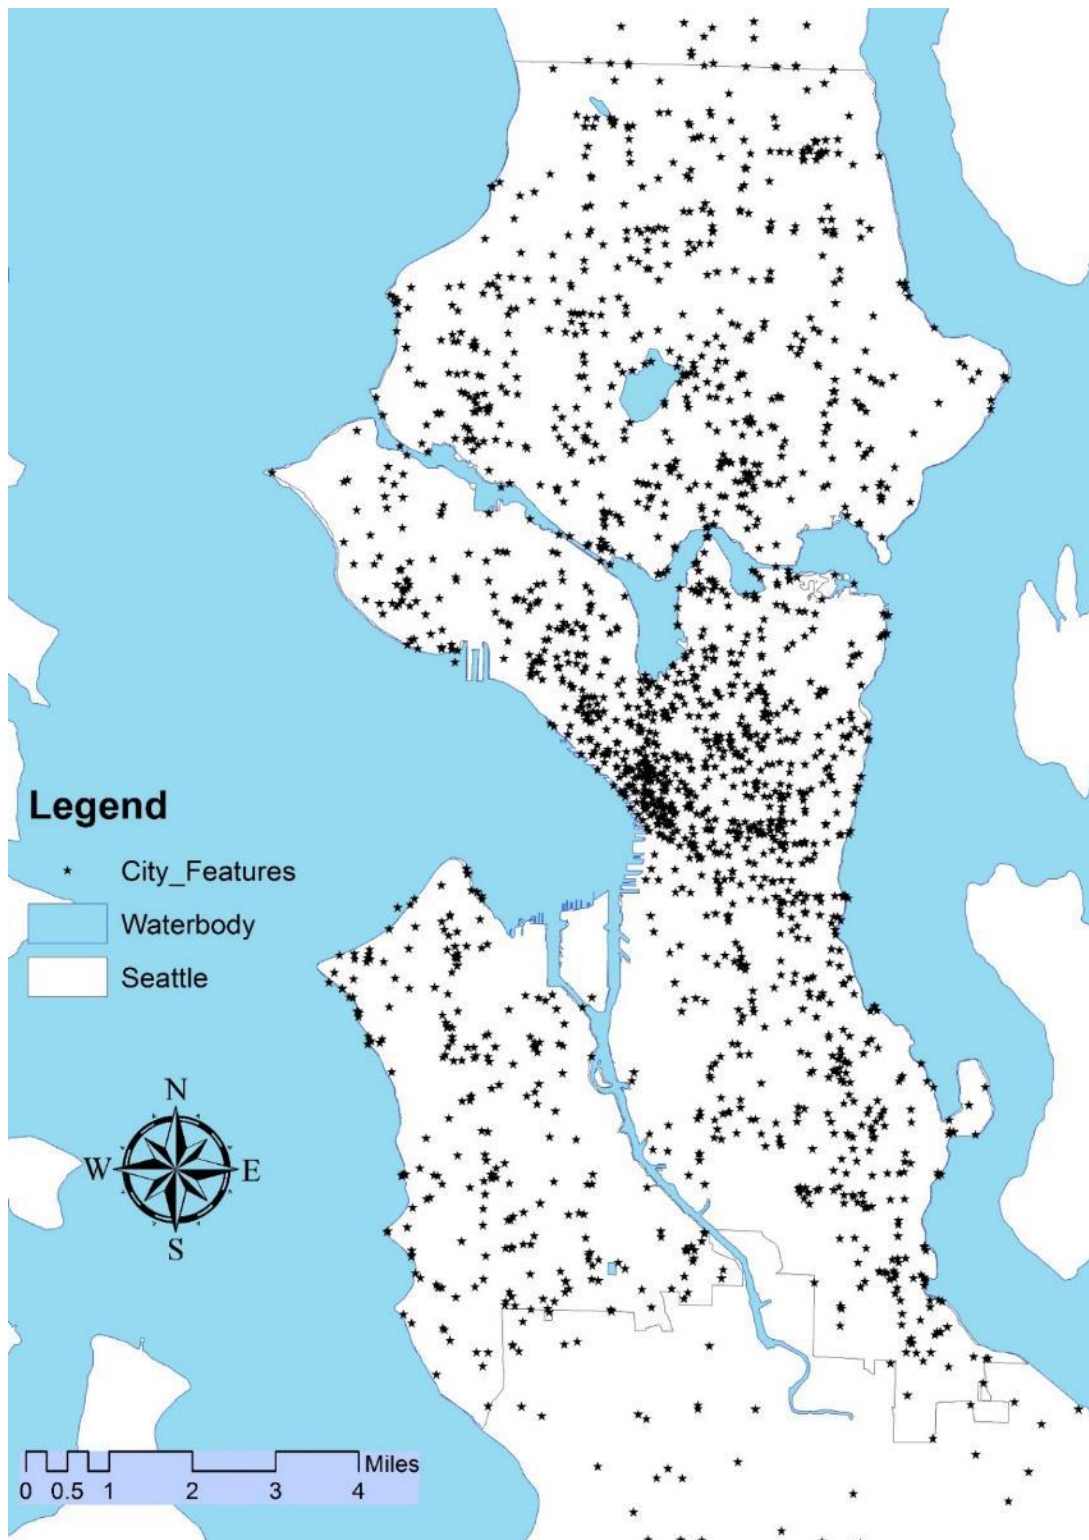 Legend
City_Features
Waterbody
Seattle
N
W E
S
Miles
0 0.5 1 2 3 4